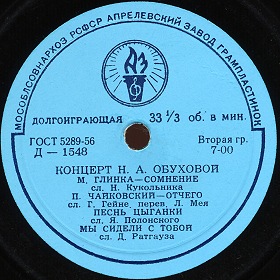 МОСОБЛСОВНАРХОЗ РСФСР АПРЕЛЕВСКИЙ ЗАВОД ГРАМПЛАСТИНОК
ДОЛГОИГРАЮЩАЯ 33 1/3 об. в мин.
ГОСТ 5289-56 Вторая гр.
Д — 1548 7-00
КОНЦЕРТ Н. А. ОБУХОВОЙ
М. ГЛИНКА—СОМНЕНИЕ
сл. Н. Кукольника
П. ЧАЙКОВСКИЙ—ОТЧЕГО
сл. Г. Гейне, перев. Л. Мея
ПЕСНЬ ЦЫГАНКИ
сл. Я. Полонского
МЫ СИДЕЛИ С ТОБОЙ
сл. Д. Ратгауза